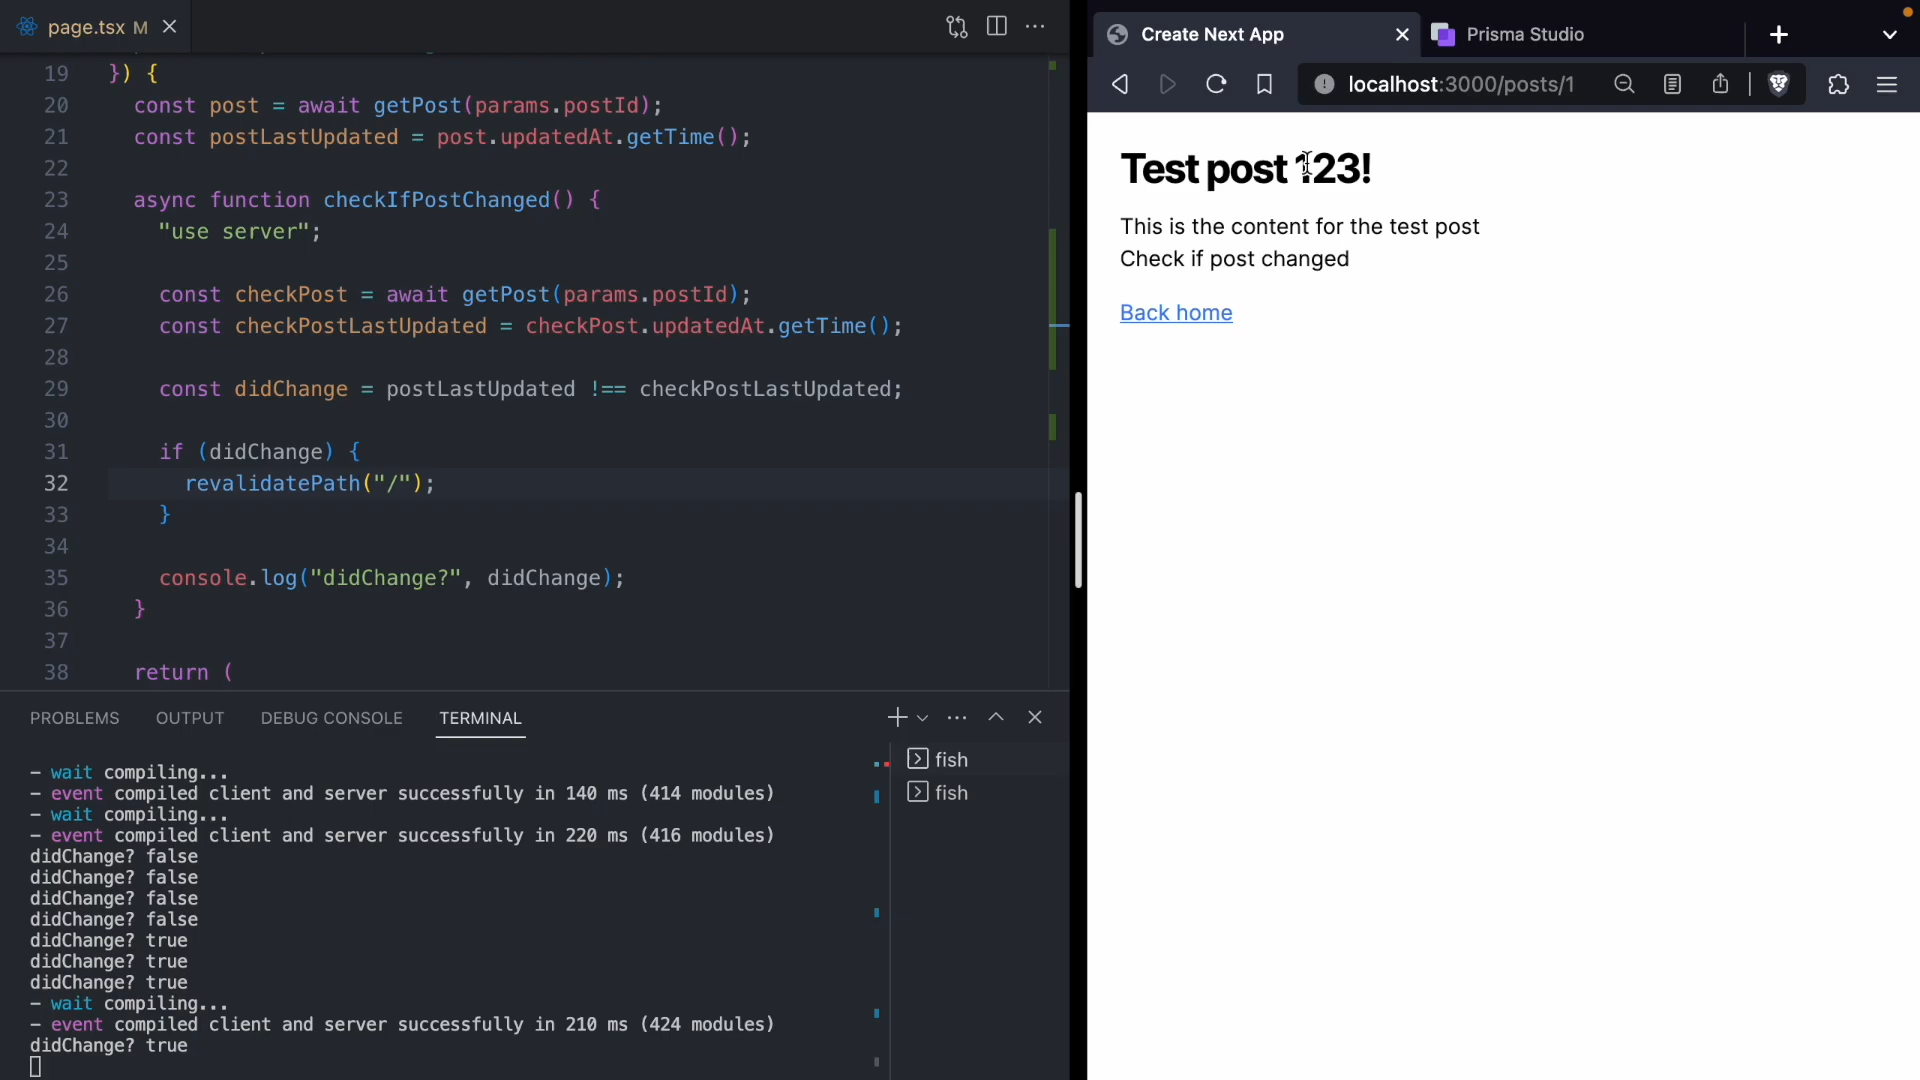 page.tsx M
19 }) {
20 const post = await getPost(params.postId);
21 const postLastUpdated = post.updatedAt.getTime();
22
23 async function checkIfPostChanged() {
24 "use server";
25
26 const checkPost = await getPost(params.postId);
27 const checkPostLastUpdated = checkPost.updatedAt.getTime();
28
29 const didChange = postLastUpdated !== checkPostLastUpdated;
30
31 if (didChange) {
32 revalidatePath("/");
33 }
34
35 console.log("didChange?", didChange);
36 }
37
38 return (
PROBLEMS OUTPUT DEBUG CONSOLE TERMINAL
- wait compiling...
- event compiled client and server successfully in 140 ms (414 modules)
- wait compiling...
- event compiled client and server successfully in 220 ms (416 modules)
didChange? false
didChange? false
didChange? false
didChange? false
didChange? true
didChange? true
didChange? true
- wait compiling...
- event compiled client and server successfully in 210 ms (424 modules)
didChange? true
fish
fish
Create Next App
Prisma Studio
localhost:3000/posts/1
Test post 123!
This is the content for the test post
Check if post changed
Back home